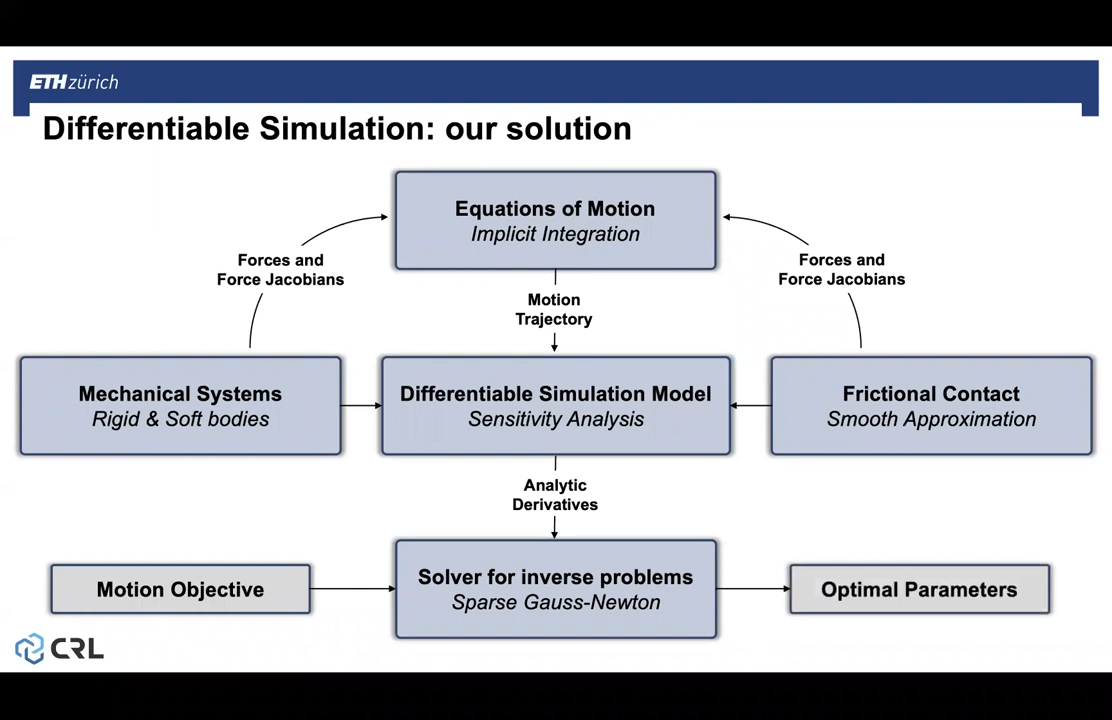 ETH zürich
Differentiable Simulation: our solution
Equations of Motion
Implicit Integration
Forces and
Force Jacobians
Forces and
Force Jacobians
Motion
Trajectory
Mechanical Systems
Rigid & Soft bodies
Differentiable Simulation Model
Sensitivity Analysis
Frictional Contact
Smooth Approximation
Analytic
Derivatives
Motion Objective
Solver for inverse problems
Sparse Gauss-Newton
Optimal Parameters
CRL